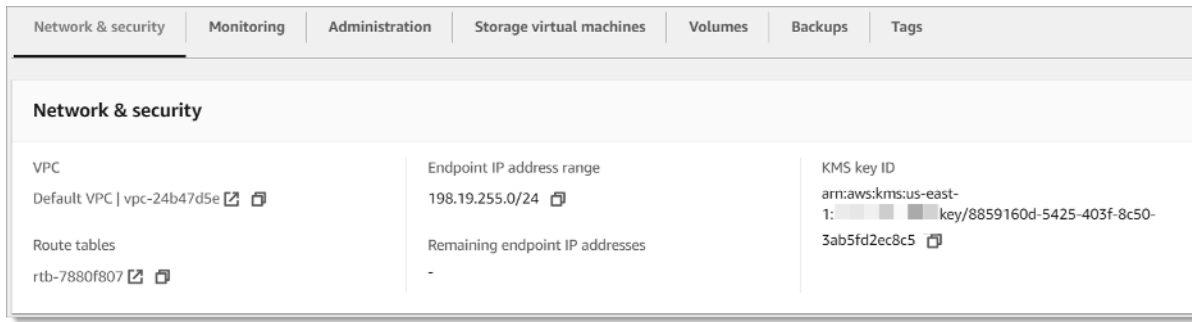 Network & security
Monitoring
Administration
Storage virtual machines
Volumes
Backups
Tags
Network & security
VPC
Default VPC | vpc-24b47d5e
Route tables
rtb-7880f807
Endpoint IP address range
198.19.255.0/24
Remaining endpoint IP addresses
-
KMS key ID
arn:aws:kms:us-east-
1: key/8859160d-5425-403f-8c50-
3ab5fd2ec8c5